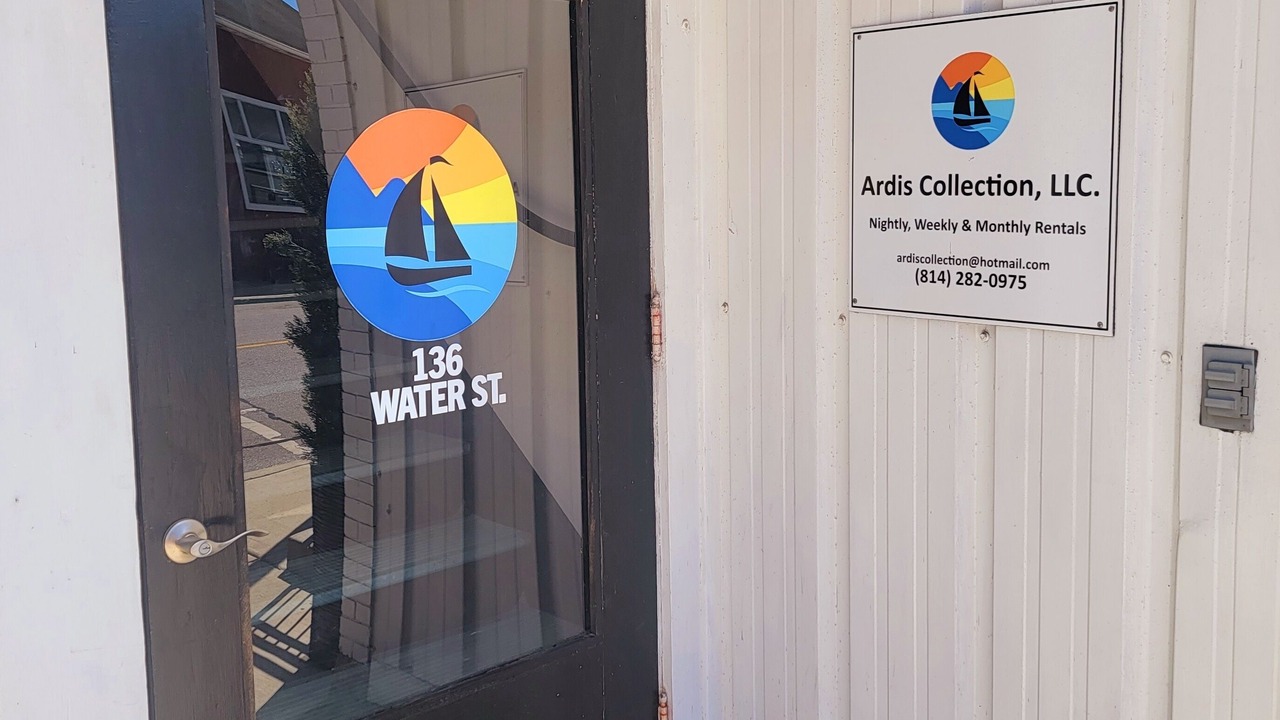 136
WATER ST.
Ardis Collection, LLC.
Nightly, Weekly & Monthly Rentals
ardiscollection@hotmail.com
(814) 282-0975